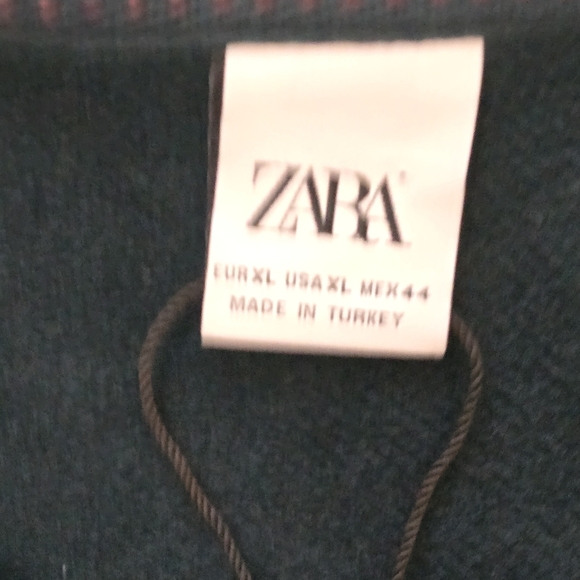 ZARA
EUR XL USA XL MEX 44
MADE IN TURKEY